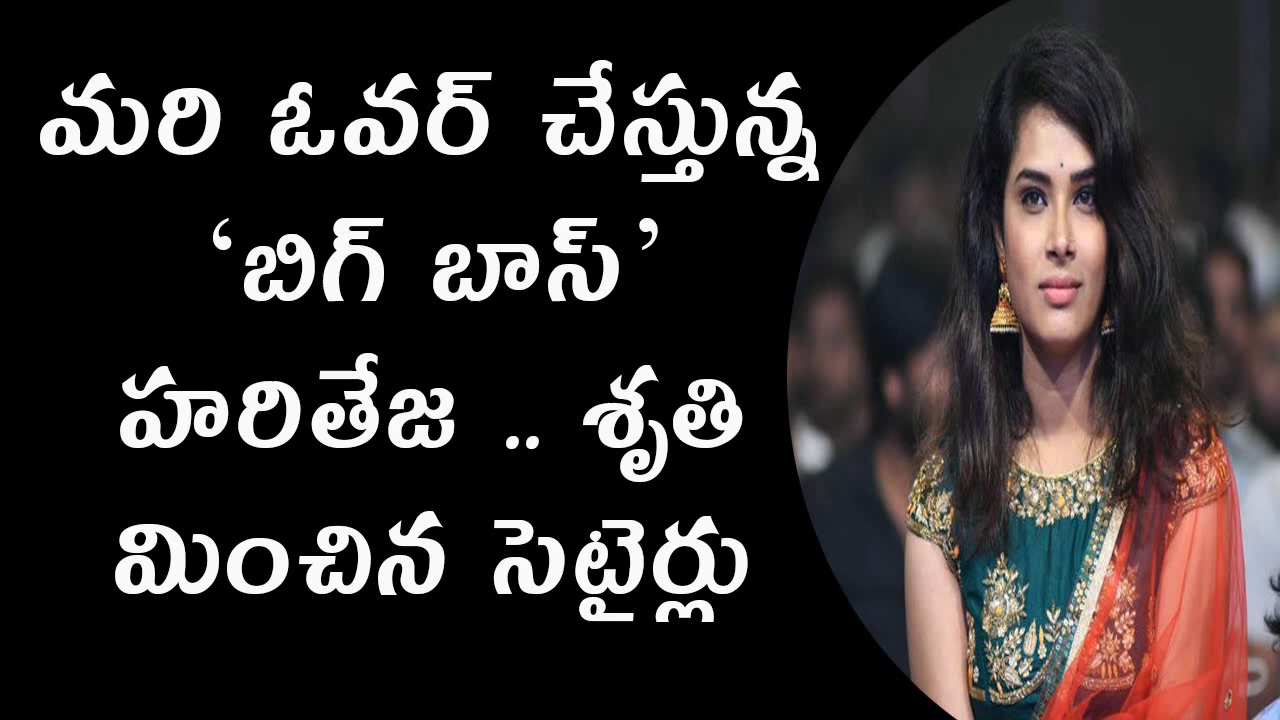 మరి ఓవర్ చేస్తున్న
‘బిగ్ బాస్’
హరితేజ .. శృతి
మించిన సెటైర్లు